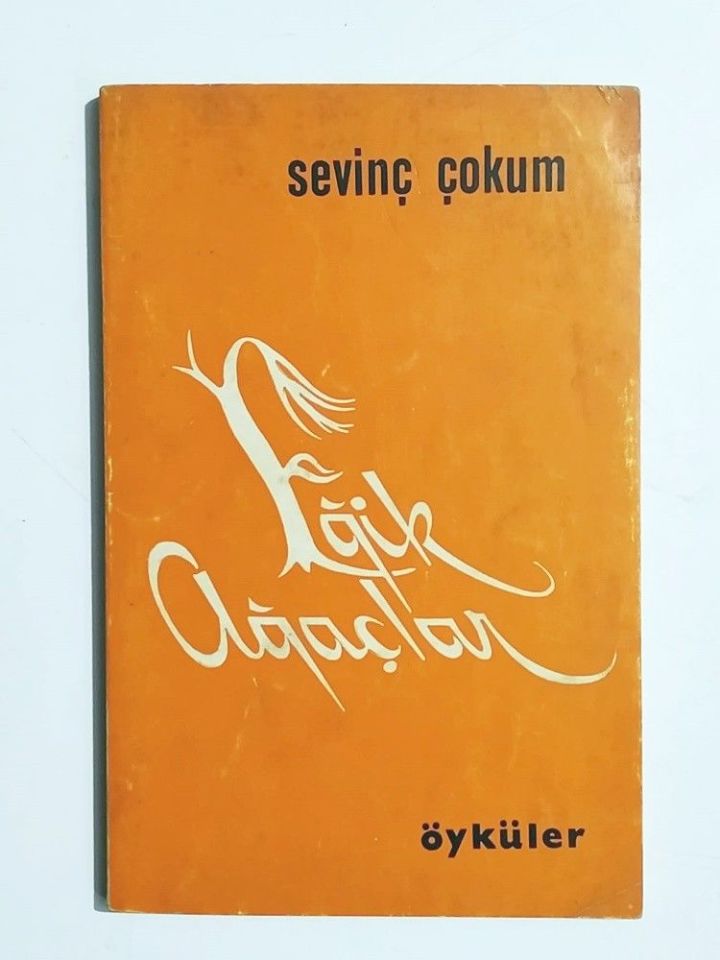 sevinç çokum
Eğik
Ağaçlar
öyküler